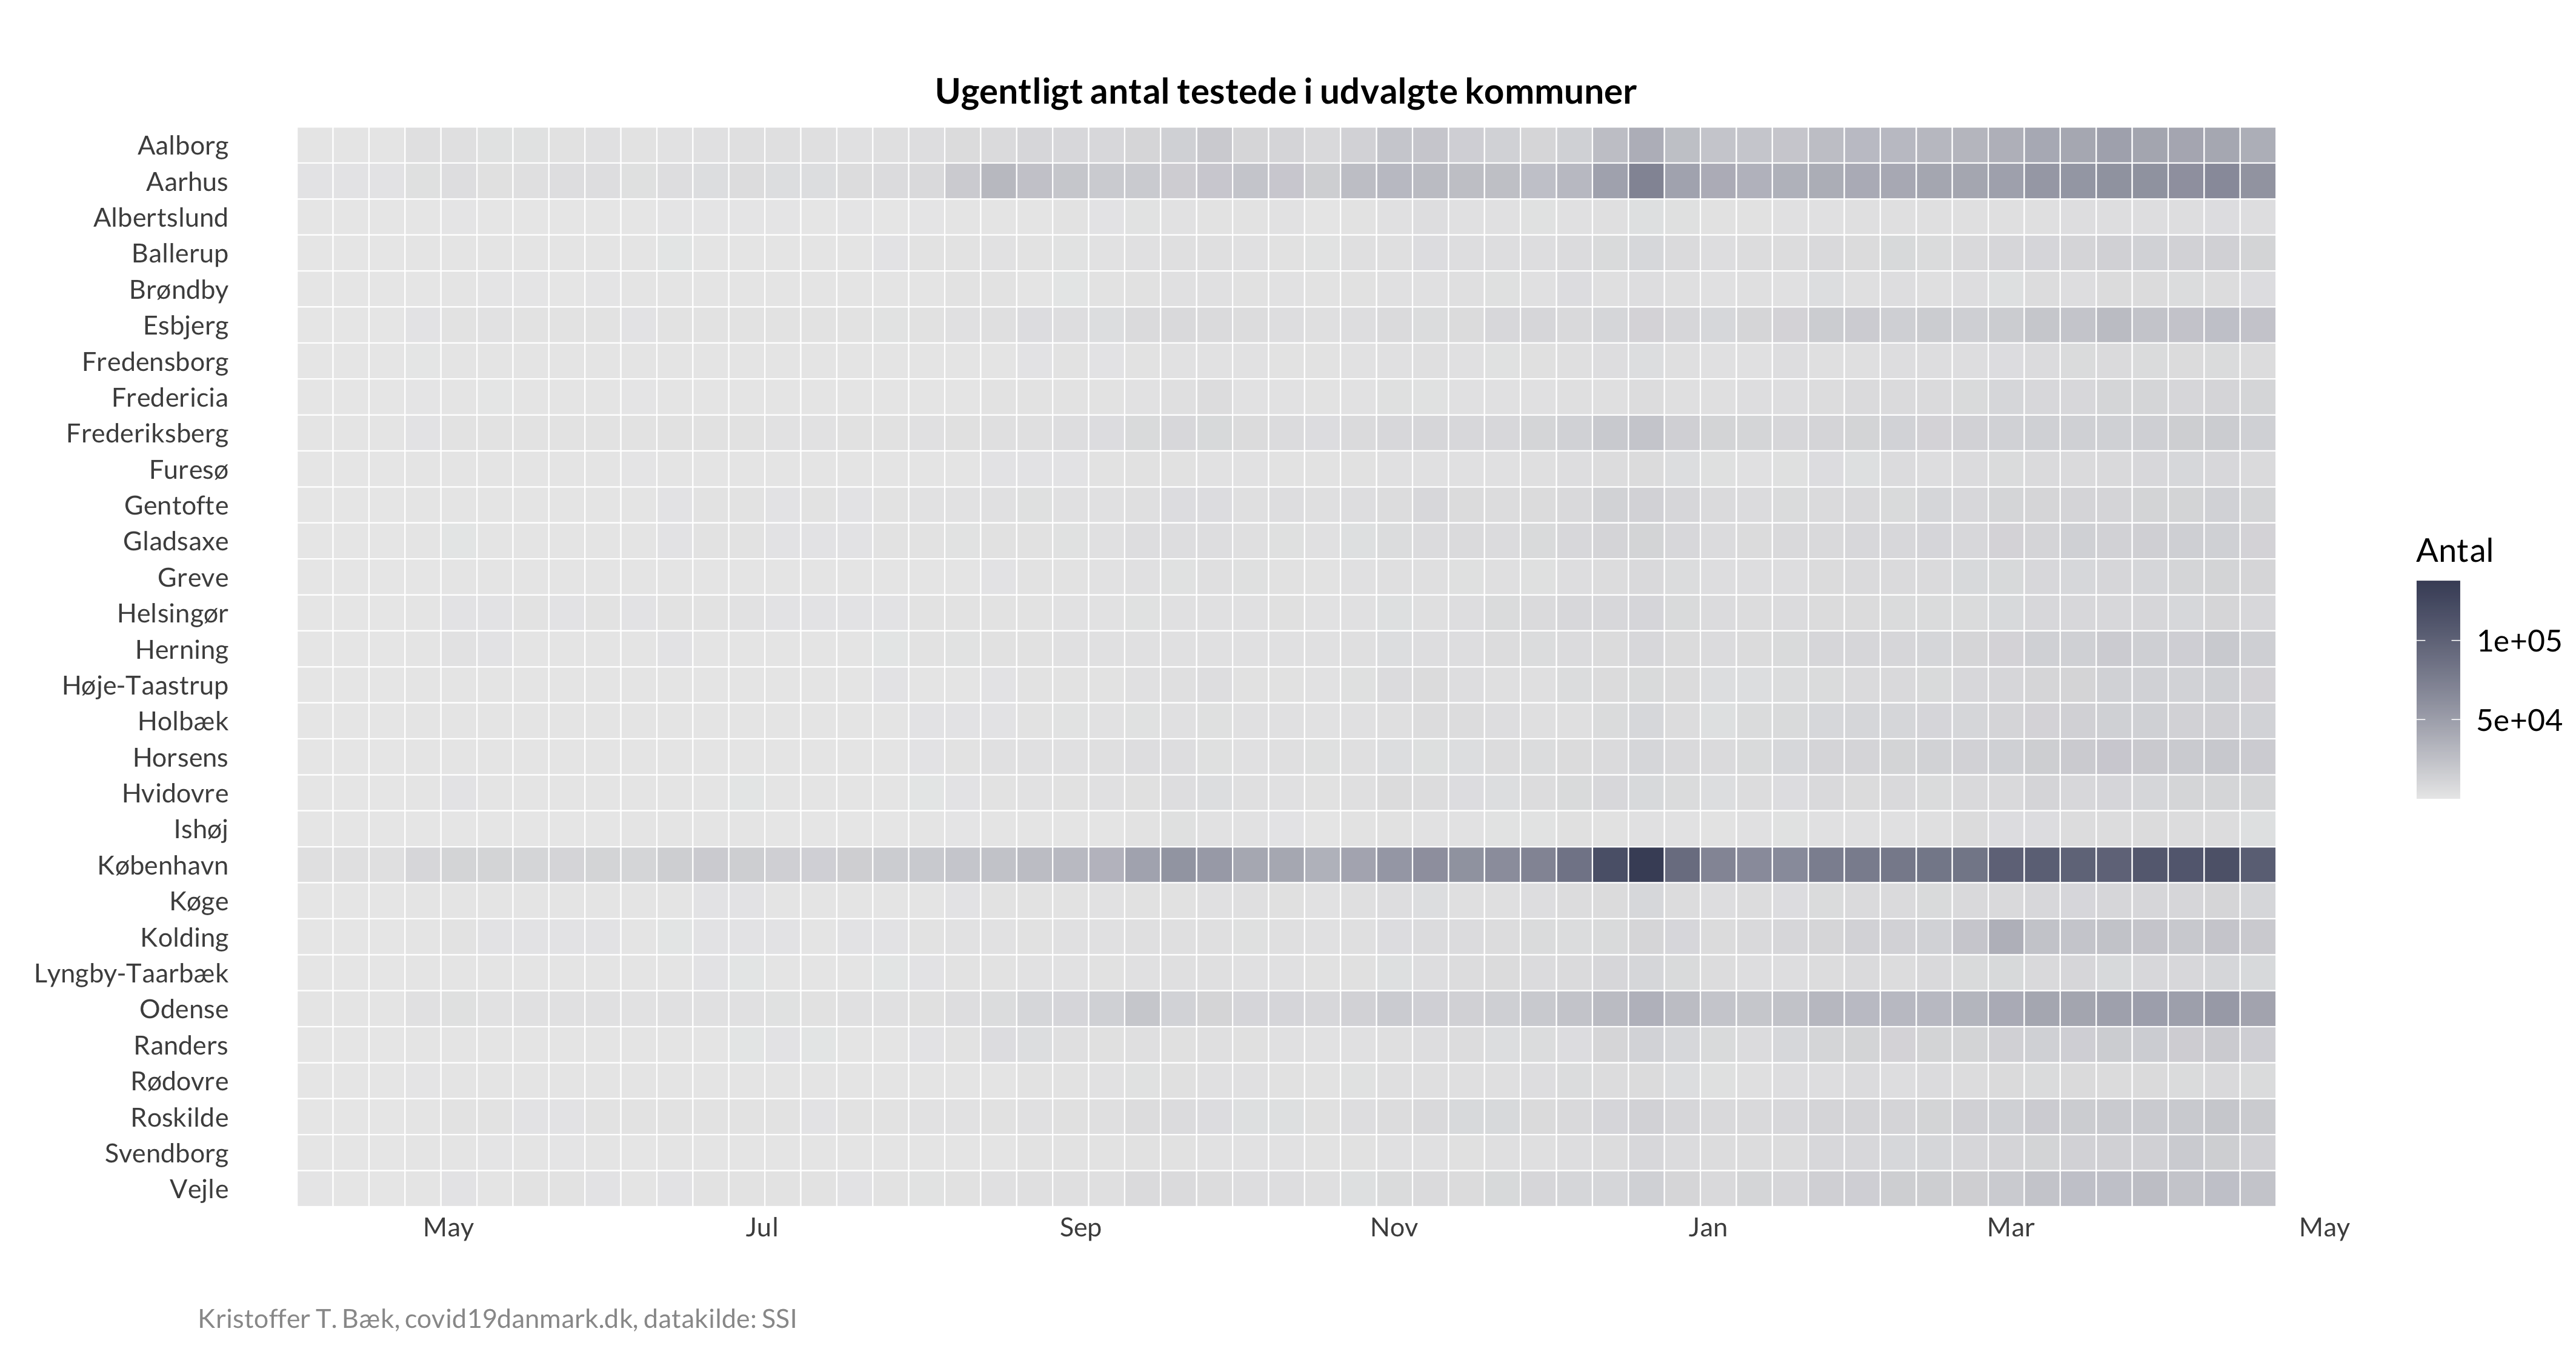 Ugentligt antal testede i udvalgte kommuner
Aalborg
Aarhus
Albertslund
Ballerup
Brøndby
Esbjerg
Fredensborg
Fredericia
Frederiksberg
Furesø
Gentofte
Gladsaxe
Greve
Helsingør
Herning
Høje-Taastrup
Holbæk
Horsens
Hvidovre
Ishøj
København
Køge
Kolding
Lyngby-Taarbæk
Odense
Randers
Rødovre
Roskilde
Svendborg
Vejle
May Jul Sep Nov Jan Mar May
Antal
1e+05
5e+04
Kristoffer T. Bæk, covid19danmark.dk, datakilde: SSI